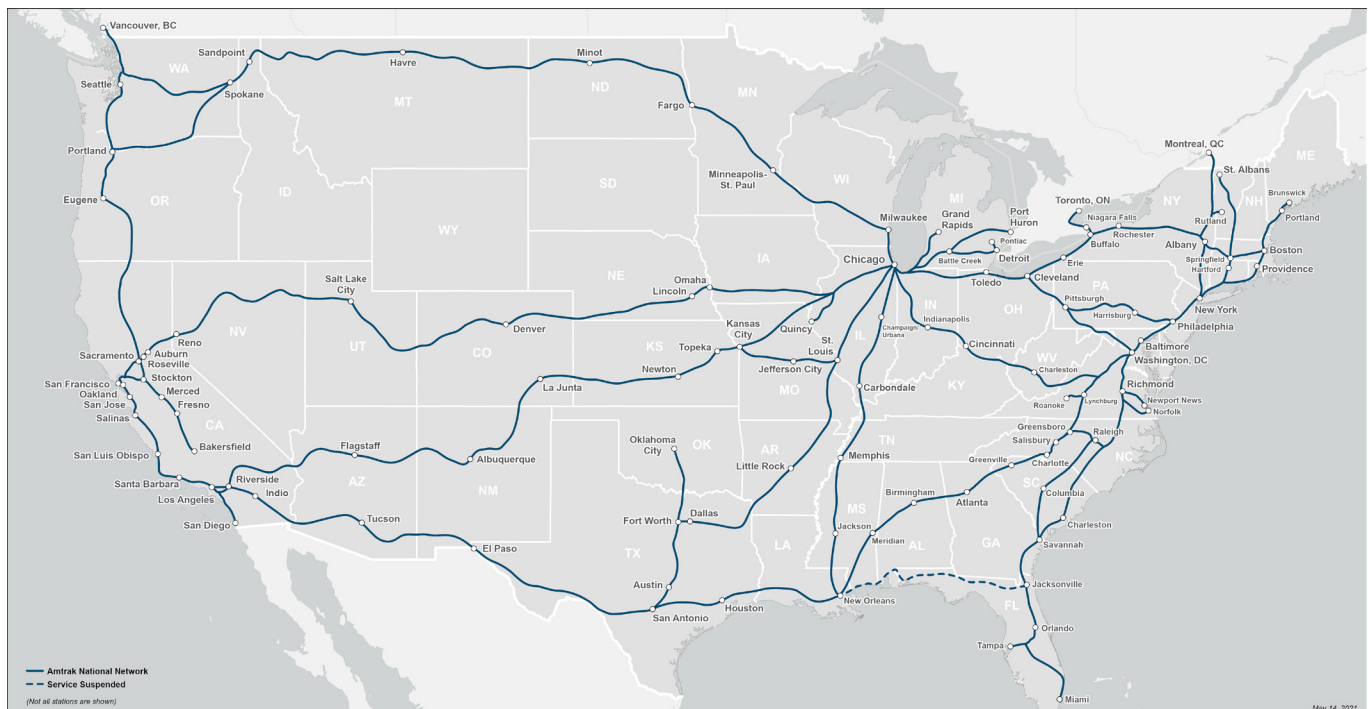 Vancouver, BC
Sandpoint
WA
Seattle
Spokane
Havre
Minot
MT
ND
Fargo
MN
Portland
Eugene
OR
ID
SD
WY
Minneapolis-
St. Paul
WI
Milwaukee
MI
Grand
Rapids
Port
Huron
Pontiac
Detroit
Battle Creek
Chicago
Toronto, ON
Niagara Falls
Buffalo
Rochester
NY
Montreal, QC
St. Albans
ME
NH
Brunswick
Portland
Rutland
Albany
Boston
Springfield
Hartford
Providence
Erie
Cleveland
Toledo
PA
New York
Pittsburgh
Harrisburg
Philadelphia
Baltimore
Washington, DC
IA
NE
Omaha
Lincoln
Salt Lake
City
Denver
Reno
NV
UT
CO
Auburn
Roseville
Sacramento
Stockton
San Francisco
Oakland
Merced
San Jose
Fresno
Salinas
CA
Bakersfield
San Luis Obispo
Santa Barbara
Los Angeles
Riverside
Indio
San Diego
Kansas
City
Quincy
St.
Louis
IL
IN
OH
Champaign/
Urbana
Indianapolis
Cincinnati
WV
Charleston
KS
Topeka
Newton
Jefferson City
MO
La Junta
Carbondale
KY
Richmond
Newport News
Norfolk
Roanoke
Lynchburg
Greensboro
Salisbury
Raleigh
NC
Charlotte
Greenville
SC
Columbia
Charleston
Savannah
Flagstaff
Albuquerque
AZ
NM
Tucson
El Paso
Oklahoma
City
OK
AR
Little Rock
TN
Memphis
Birmingham
Atlanta
MS
Jackson
Meridian
AL
GA
Fort Worth
Dallas
TX
LA
Austin
San Antonio
Houston
New Orleans
Jacksonville
FL
Orlando
Tampa
Miami
Amtrak National Network
Service Suspended
(Not all stations are shown)
May 14, 2021